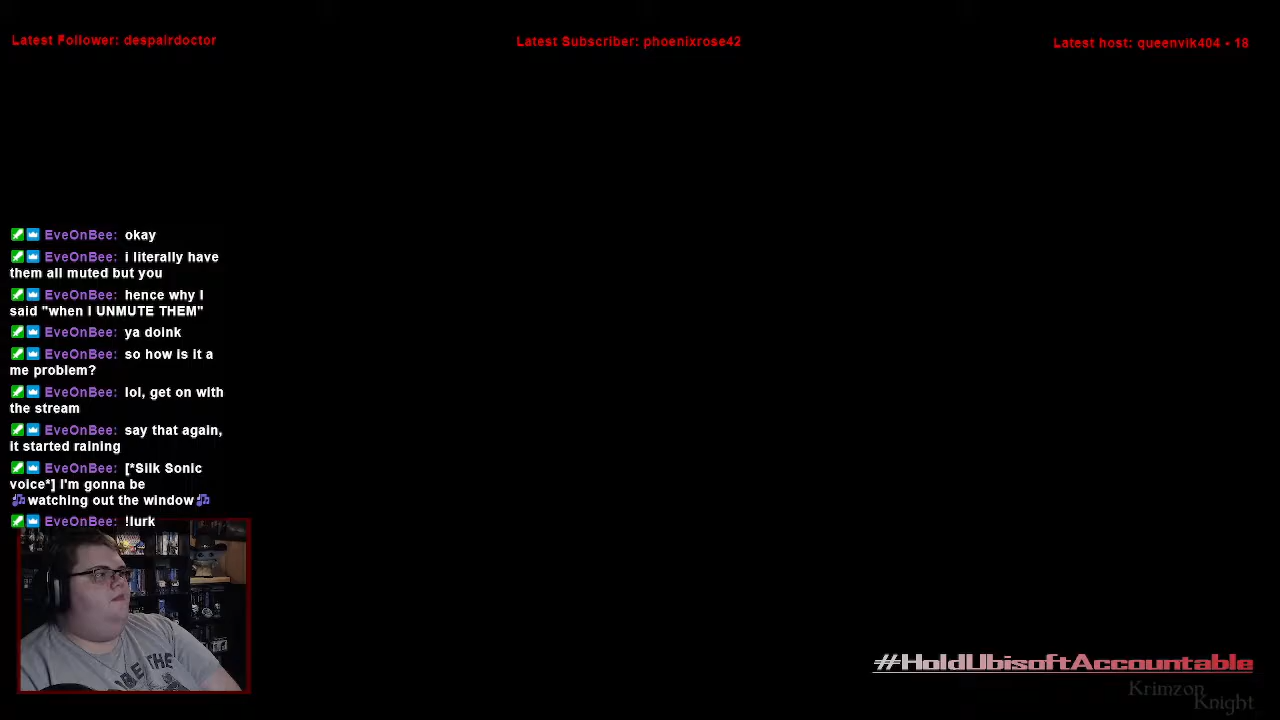 Latest Follower: despairdoctor
Latest Subscriber: phoenixrose42
Latest host: queenvik404 - 18
EveOnBee: okay
EveOnBee: i literally have
them all muted but you
EveOnBee: hence why I
said "when I UNMUTE THEM"
EveOnBee: ya doink
EveOnBee: so how is it a
me problem?
EveOnBee: lol, get on with
the stream
EveOnBee: say that again,
it started raining
EveOnBee: [*Silk Sonic
voice*] I'm gonna be
🎶watching out the window🎶
EveOnBee: !lurk
#HoldUbisoftAccountable
Krimzon
Knight